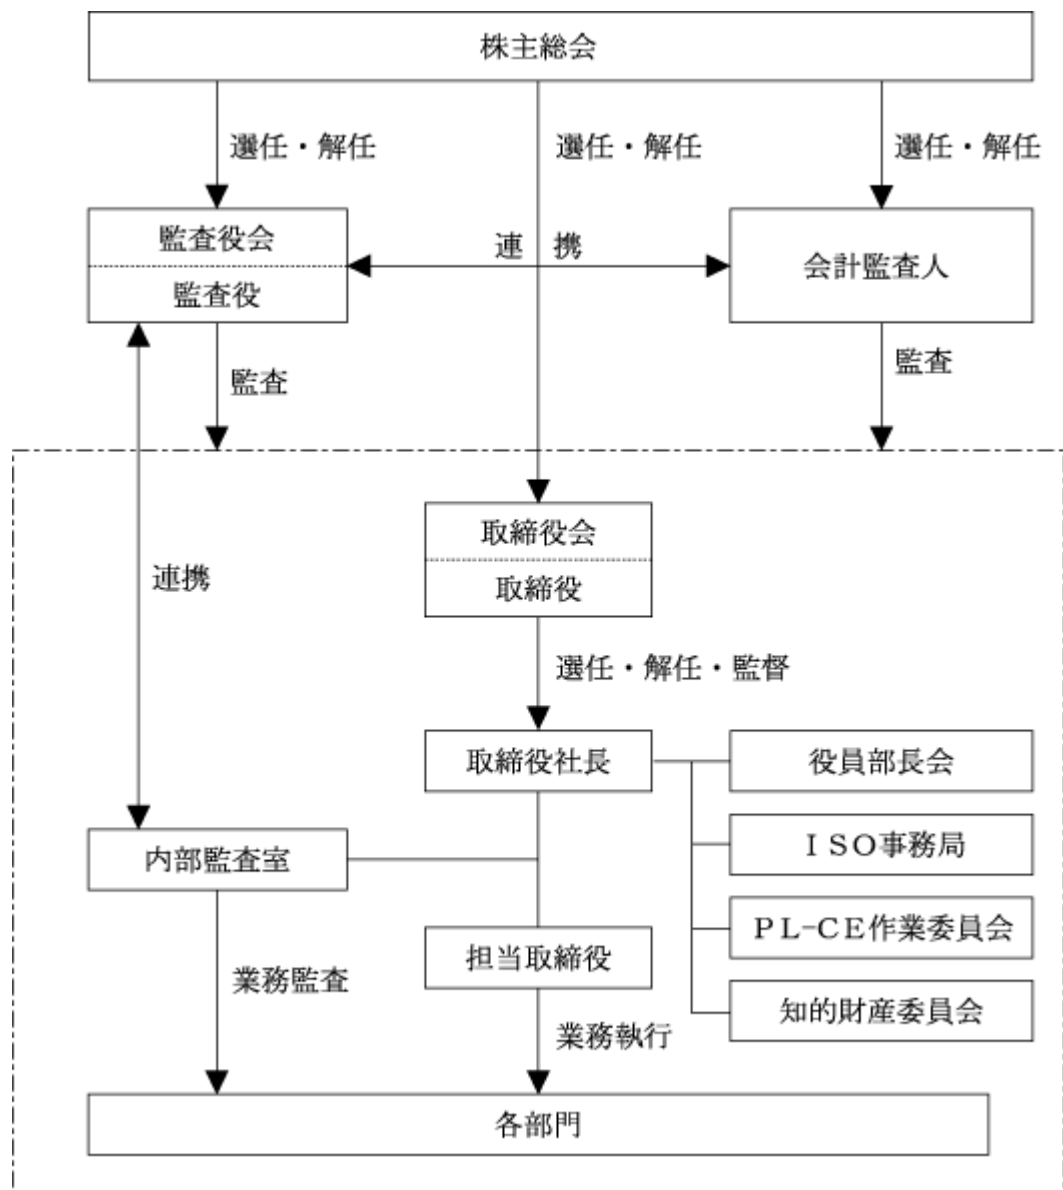 株主総会
選任・解任
選任・解任
選任・解任
監査役会
監査役
連　携
会計監査人
監査
監査
取締役会
取締役
連携
選任・解任・監督
取締役社長
役員部長会
ＩＳＯ事務局
内部監査室
ＰＬ−ＣＥ作業委員会
担当取締役
業務監査
知的財産委員会
業務執行
各部門